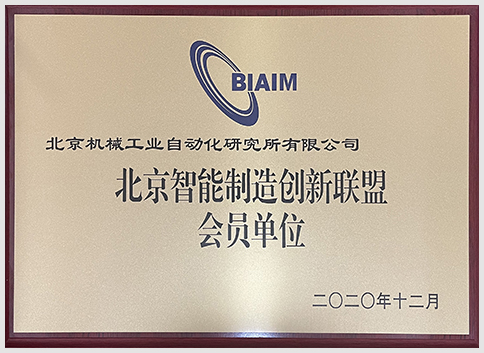 BIAIM
北京机械工业自动化研究所有限公司
北京智能制造创新联盟
会员单位
二〇二〇年十二月